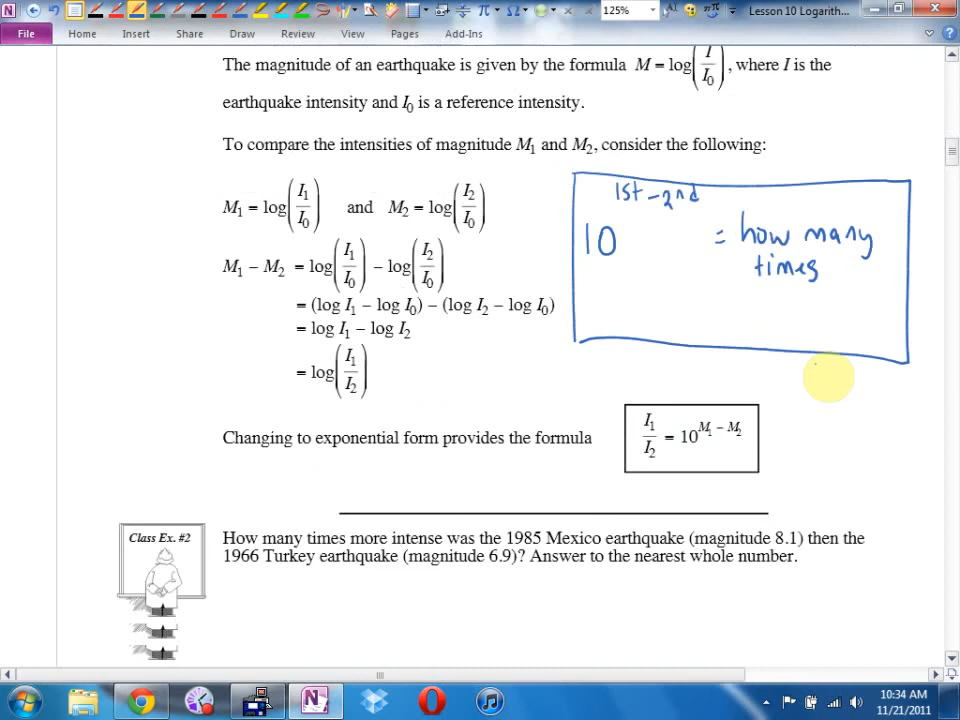 125%
Lesson 10 Logarith...
File Home Insert Share Draw Review View Pages Add-Ins
The magnitude of an earthquake is given by the formula M = log(I/I₀), where I is the
earthquake intensity and I₀ is a reference intensity.
To compare the intensities of magnitude M₁ and M₂, consider the following:
M₁ = log(I₁/I₀) and M₂ = log(I₂/I₀)
M₁ − M₂ = log(I₁/I₀) − log(I₂/I₀)
= (log I₁ − log I₀) − (log I₂ − log I₀)
= log I₁ − log I₂
= log(I₁/I₂)
1st - 2nd
10 = how many
times
Changing to exponential form provides the formula
I₁/I₂ = 10^(M₁ − M₂)
Class Ex. #2
How many times more intense was the 1985 Mexico earthquake (magnitude 8.1) then the
1966 Turkey earthquake (magnitude 6.9)? Answer to the nearest whole number.
10:34 AM
11/21/2011